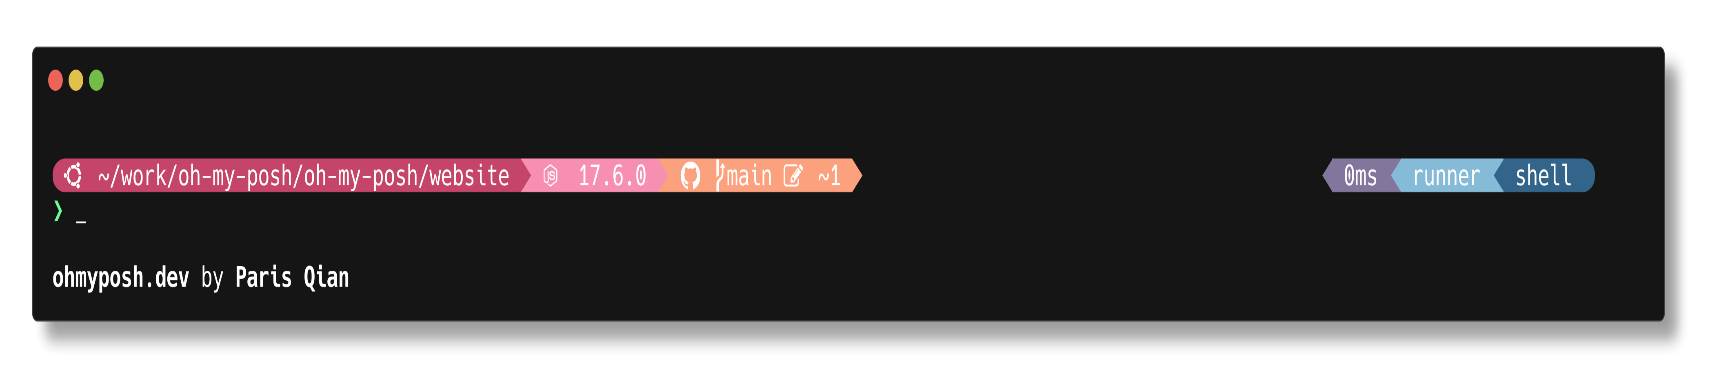 ~/work/oh-my-posh/oh-my-posh/website 17.6.0 main ~1 0ms runner shell
❯ _
ohmyposh.dev by Paris Qian